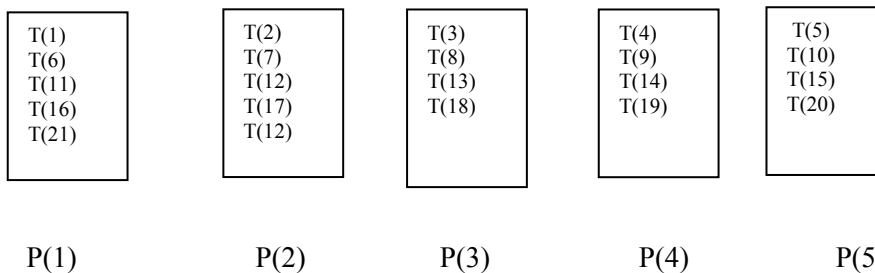 T(1)
T(6)
T(11)
T(16)
T(21)
T(2)
T(7)
T(12)
T(17)
T(12)
T(3)
T(8)
T(13)
T(18)
T(4)
T(9)
T(14)
T(19)
T(5)
T(10)
T(15)
T(20)
P(1) P(2) P(3) P(4) P(5